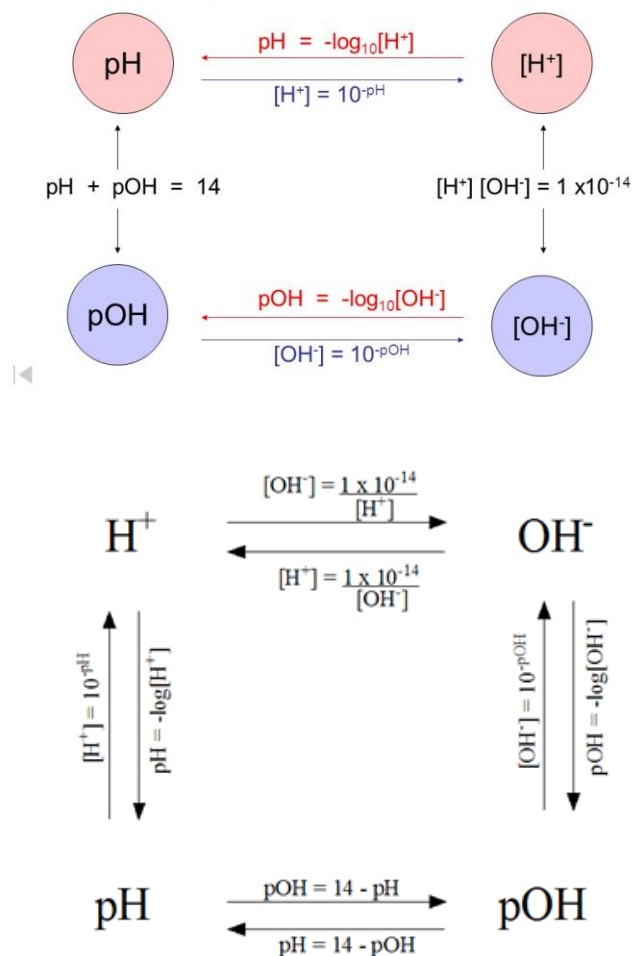 pH
pH = -log₁₀[H⁺]
[H⁺] = 10⁻ᵖᴴ
[H⁺]
pH + pOH = 14
[H⁺] [OH⁻] = 1 x10⁻¹⁴
pOH
pOH = -log₁₀[OH⁻]
[OH⁻] = 10⁻ᵖᴼᴴ
[OH⁻]
H⁺
[OH⁻] = 1 x 10⁻¹⁴
[H⁺]
[H⁺] = 1 x 10⁻¹⁴
[OH⁻]
OH⁻
[H⁺] = 10⁻ᵖᴴ
pH = -log[H⁺]
[OH⁻] = 10⁻ᵖᴼᴴ
pOH = -log[OH⁻]
pH
pOH = 14 - pH
pH = 14 - pOH
pOH